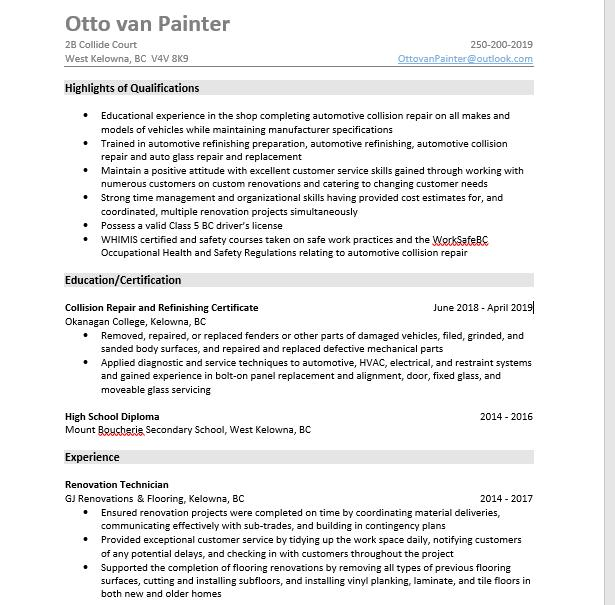 Otto van Painter
2B Collide Court 250-200-2019
West Kelowna, BC V4V 8K9 OttovanPainter@outlook.com
Highlights of Qualifications
• Educational experience in the shop completing automotive collision repair on all makes and
models of vehicles while maintaining manufacturer specifications
• Trained in automotive refinishing preparation, automotive refinishing, automotive collision
repair and auto glass repair and replacement
• Maintain a positive attitude with excellent customer service skills gained through working with
numerous customers on custom renovations and catering to changing customer needs
• Strong time management and organizational skills having provided cost estimates for, and
coordinated, multiple renovation projects simultaneously
• Possess a valid Class 5 BC driver's license
• WHIMIS certified and safety courses taken on safe work practices and the WorkSafeBC
Occupational Health and Safety Regulations relating to automotive collision repair
Education/Certification
Collision Repair and Refinishing Certificate June 2018 - April 2019
Okanagan College, Kelowna, BC
• Removed, repaired, or replaced fenders or other parts of damaged vehicles, filed, grinded, and
sanded body surfaces, and repaired and replaced defective mechanical parts
• Applied diagnostic and service techniques to automotive, HVAC, electrical, and restraint systems
and gained experience in bolt-on panel replacement and alignment, door, fixed glass, and
moveable glass servicing
High School Diploma 2014 - 2016
Mount Boucherie Secondary School, West Kelowna, BC
Experience
Renovation Technician
GJ Renovations & Flooring, Kelowna, BC 2014 - 2017
• Ensured renovation projects were completed on time by coordinating material deliveries,
communicating effectively with sub-trades, and building in contingency plans
• Provided exceptional customer service by tidying up the work space daily, notifying customers
of any potential delays, and checking in with customers throughout the project
• Supported the completion of flooring renovations by removing all types of previous flooring
surfaces, cutting and installing subfloors, and installing vinyl planking, laminate, and tile floors in
both new and older homes